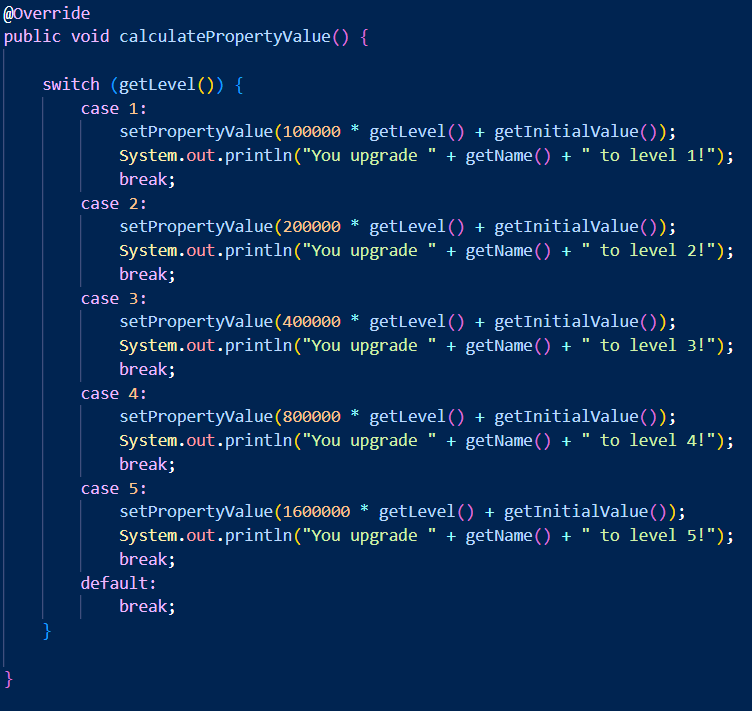 @Override
public void calculatePropertyValue() {
switch (getLevel()) {
case 1:
setPropertyValue(100000 * getLevel() + getInitialValue());
System.out.println("You upgrade " + getName() + " to level 1!");
break;
case 2:
setPropertyValue(200000 * getLevel() + getInitialValue());
System.out.println("You upgrade " + getName() + " to level 2!");
break;
case 3:
setPropertyValue(400000 * getLevel() + getInitialValue());
System.out.println("You upgrade " + getName() + " to level 3!");
break;
case 4:
setPropertyValue(800000 * getLevel() + getInitialValue());
System.out.println("You upgrade " + getName() + " to level 4!");
break;
case 5:
setPropertyValue(1600000 * getLevel() + getInitialValue());
System.out.println("You upgrade " + getName() + " to level 5!");
break;
default:
break;
}
}